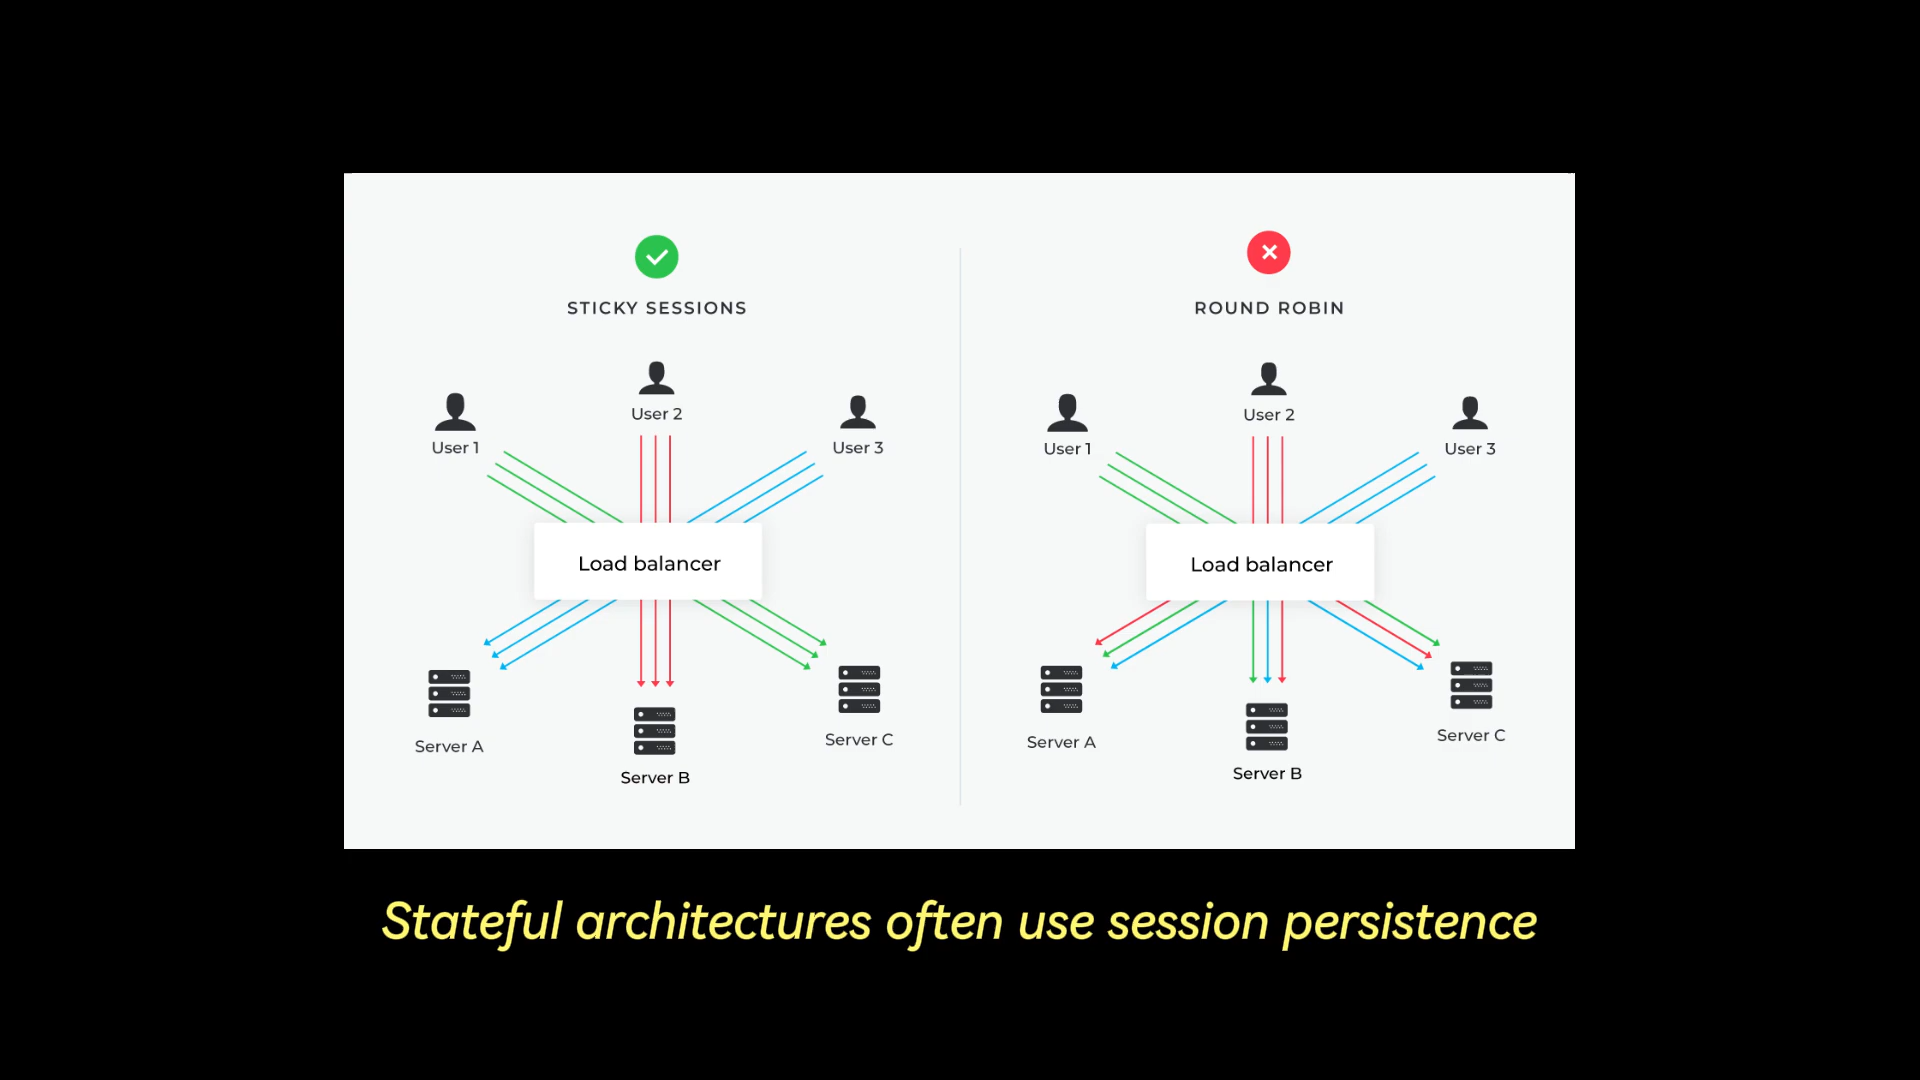 STICKY SESSIONS
User 1
User 2
User 3
Load balancer
Server A
Server B
Server C
ROUND ROBIN
User 1
User 2
User 3
Load balancer
Server A
Server B
Server C
Stateful architectures often use session persistence